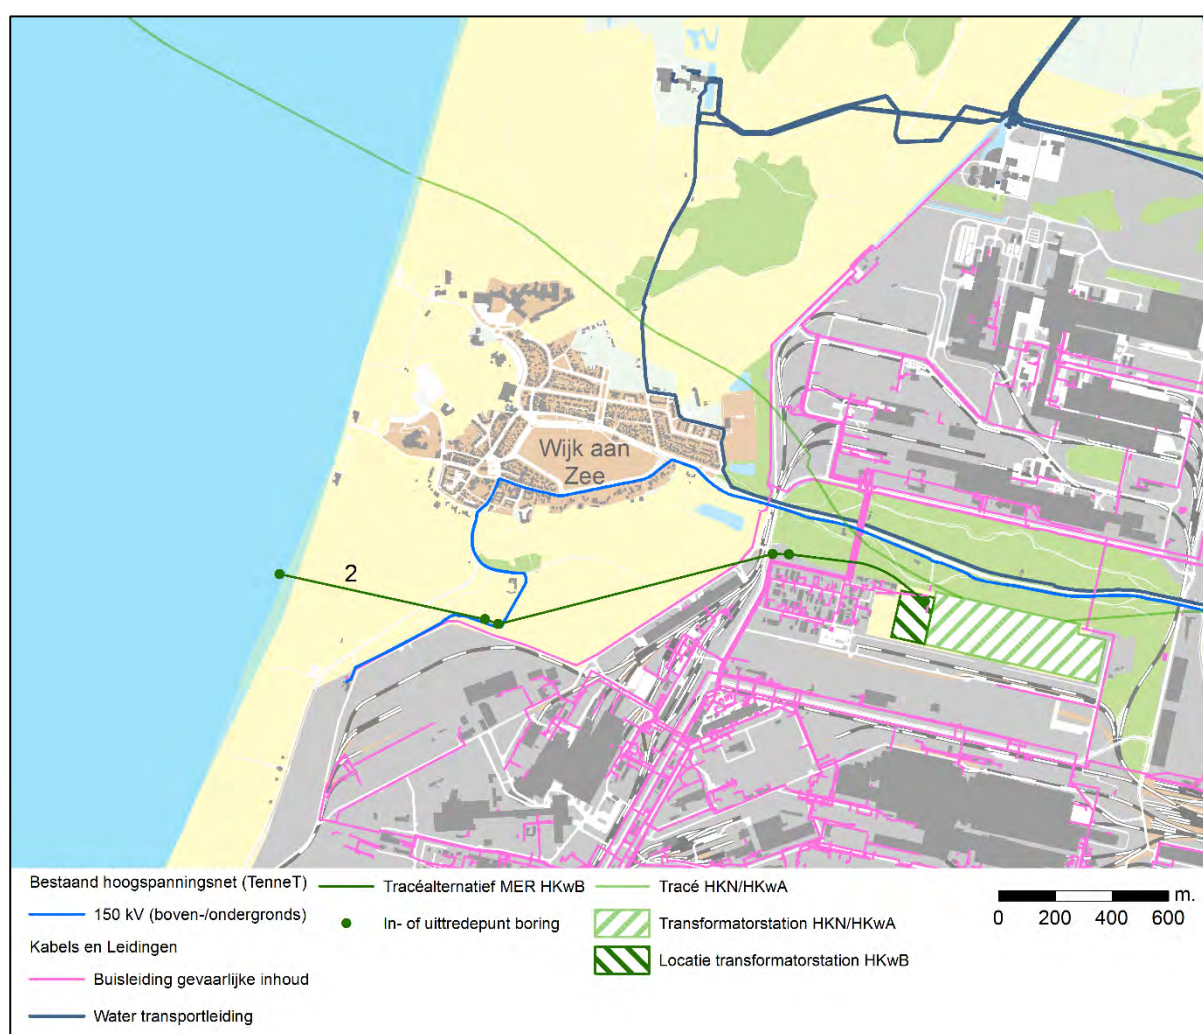 Wijk aan
Zee
2
Bestaand hoogspanningsnet (TenneT)
150 kV (boven-/ondergronds)
Kabels en Leidingen
Buisleiding gevaarlijke inhoud
Water transportleiding
Tracéalternatief MER HKwB
In- of uittredepunt boring
Tracé HKN/HKwA
Transformatorstation HKN/HKwA
Locatie transformatorstation HKwB
m.
0 200 400 600